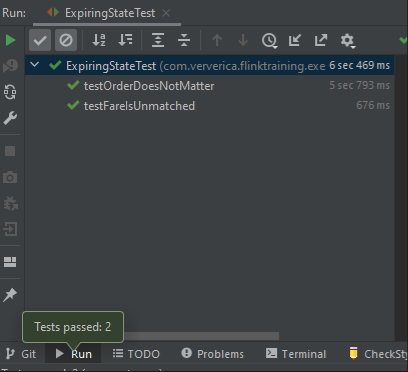 Run: ExpiringStateTest ×
ExpiringStateTest (com.ververica.flinktraining.exe 6 sec 469 ms
testOrderDoesNotMatter 5 sec 793 ms
testFareIsUnmatched 676 ms
Tests passed: 2
Git Run TODO Problems Terminal CheckSty